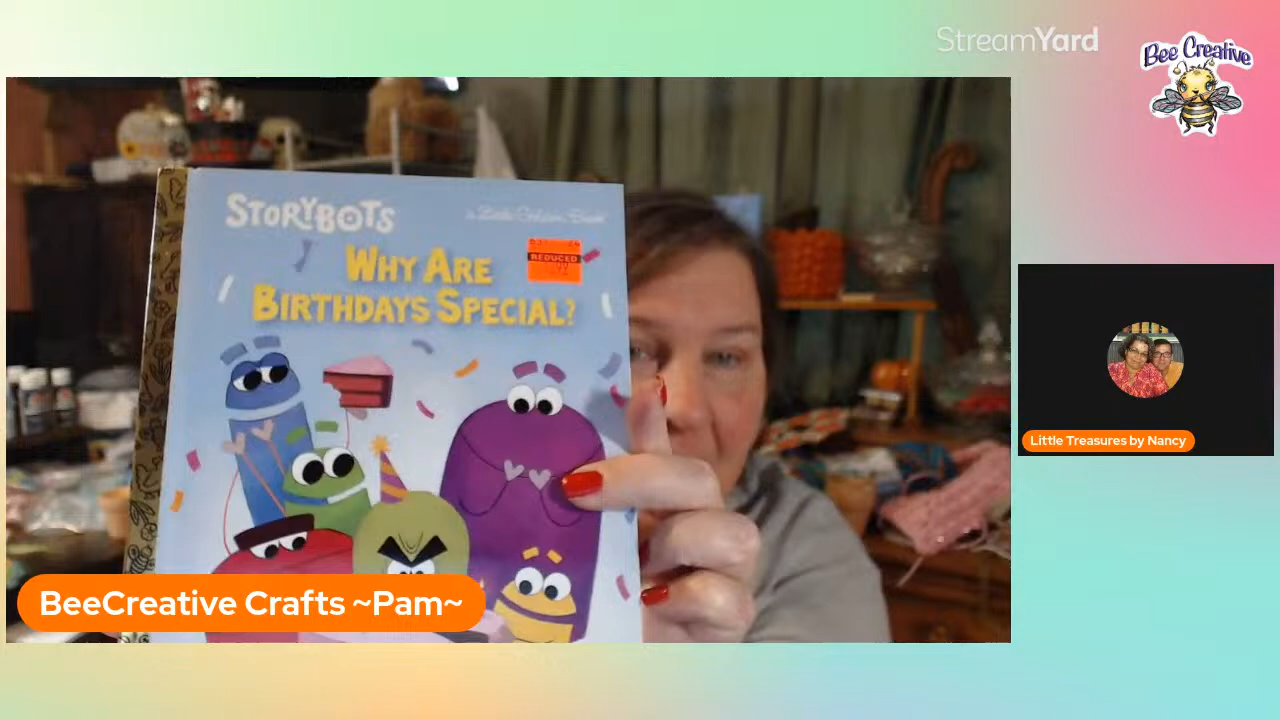 StreamYard
Bee Creative
STORYBOTS
a Little Golden Book
WHY ARE
BIRTHDAYS SPECIAL?
REDUCED
Little Treasures by Nancy
BeeCreative Crafts ~Pam~